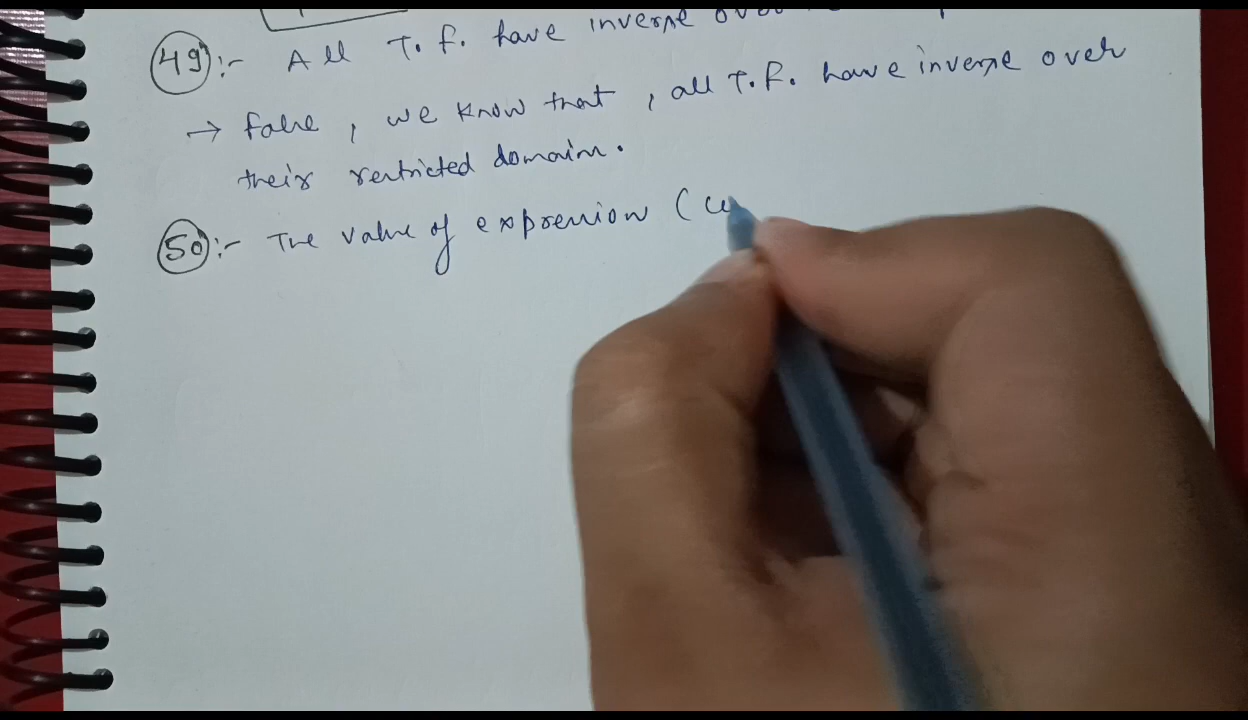 49 :- All T. f. have inverse over
→ false, we know that, all T.F. have inverse over
their restricted domain.
50 :- The value of expression (co